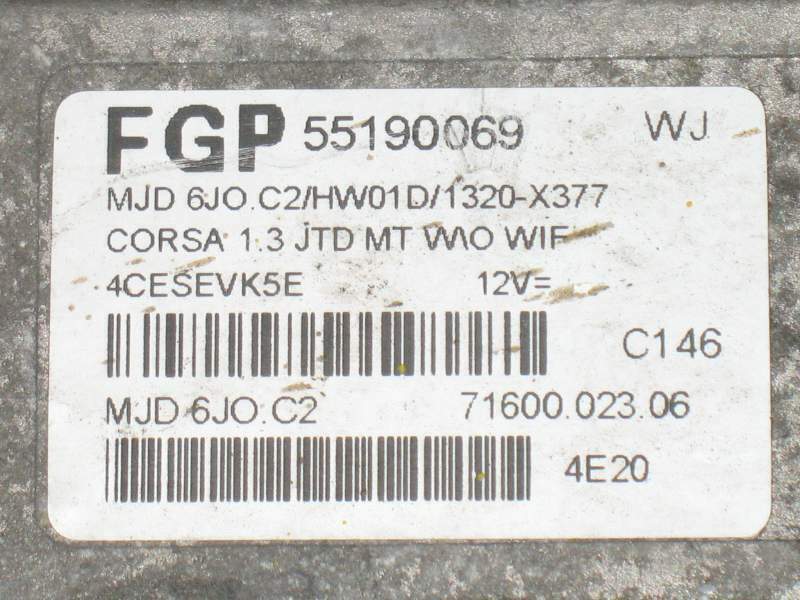 FGP 55190069 WJ
MJD 6JO.C2/HW01D/1320-X377
CORSA 1.3 JTD MT W\O WIF
4CESEVK5E 12V=
C146
MJD 6JO.C2 71600.023.06
4E20